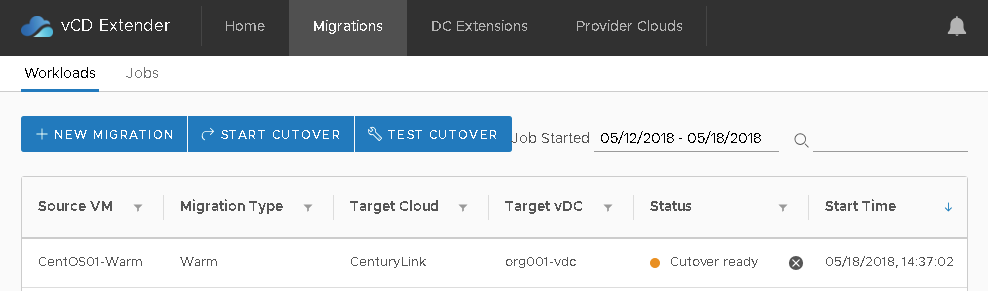 vCD Extender Home Migrations DC Extensions Provider Clouds
Workloads Jobs
NEW MIGRATION START CUTOVER TEST CUTOVER Job Started 05/12/2018 - 05/18/2018
Source VM Migration Type Target Cloud Target vDC Status Start Time
CentOS01-Warm Warm CenturyLink org001-vdc Cutover ready 05/18/2018, 14:37:02